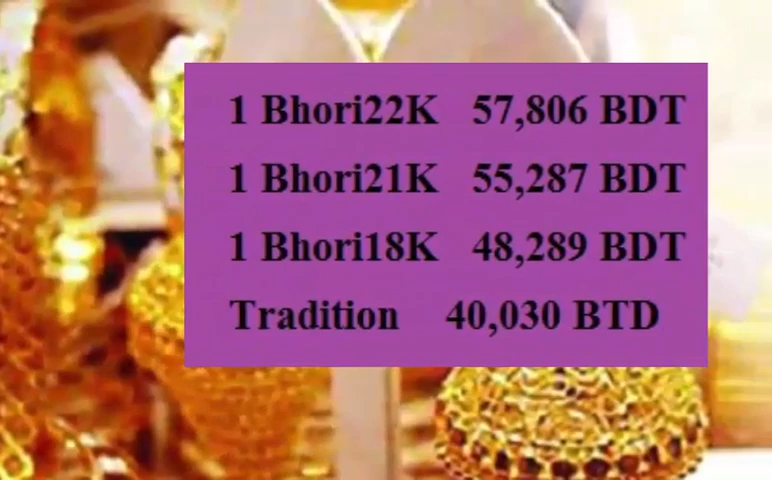 1 Bhori22K 57,806 BDT
1 Bhori21K 55,287 BDT
1 Bhori18K 48,289 BDT
Tradition 40,030 BTD